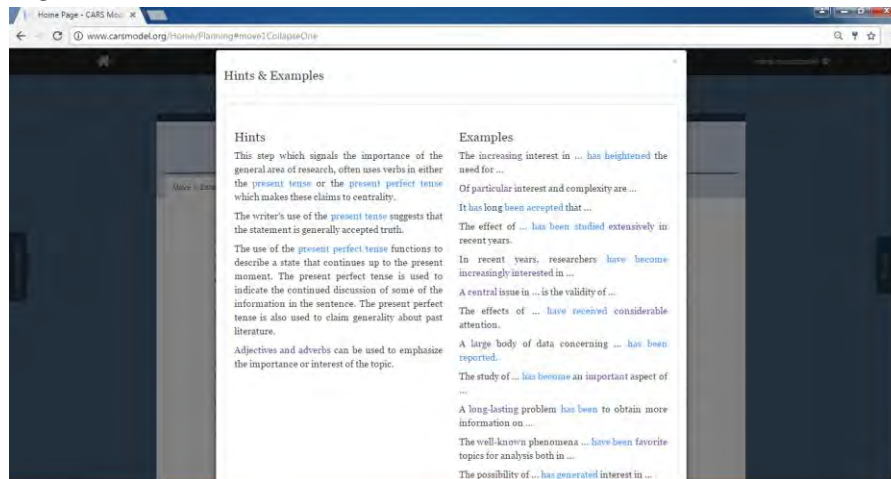 Home Page - CARS Mod
www.carsmodel.org/Home/Planning#move1CollapseOne
Hints & Examples
Hints
This step which signals the importance of the
general area of research, often uses verbs in either
the present tense or the present perfect tense
which makes these claims to centrality.
The writer's use of the present tense suggests that
the statement is generally accepted truth.
The use of the present perfect tense functions to
describe a state that continues up to the present
moment. The present perfect tense is used to
indicate the continued discussion of some of the
information in the sentence. The present perfect
tense is also used to claim generality about past
literature.
Adjectives and adverbs can be used to emphasize
the importance or interest of the topic.
Examples
The increasing interest in ... has heightened the
need for ...
Of particular interest and complexity are ...
It has long been accepted that ...
The effect of ... has been studied extensively in
recent years.
In recent years, researchers have become
increasingly interested in ...
A central issue in ... is the validity of ...
The effects of ... have received considerable
attention.
A large body of data concerning ... has been
reported.
The study of ... has become an important aspect of
...
A long-lasting problem has been to obtain more
information on ...
The well-known phenomena ... have been favorite
topics for analysis both in ...
The possibility of ... has generated interest in ...